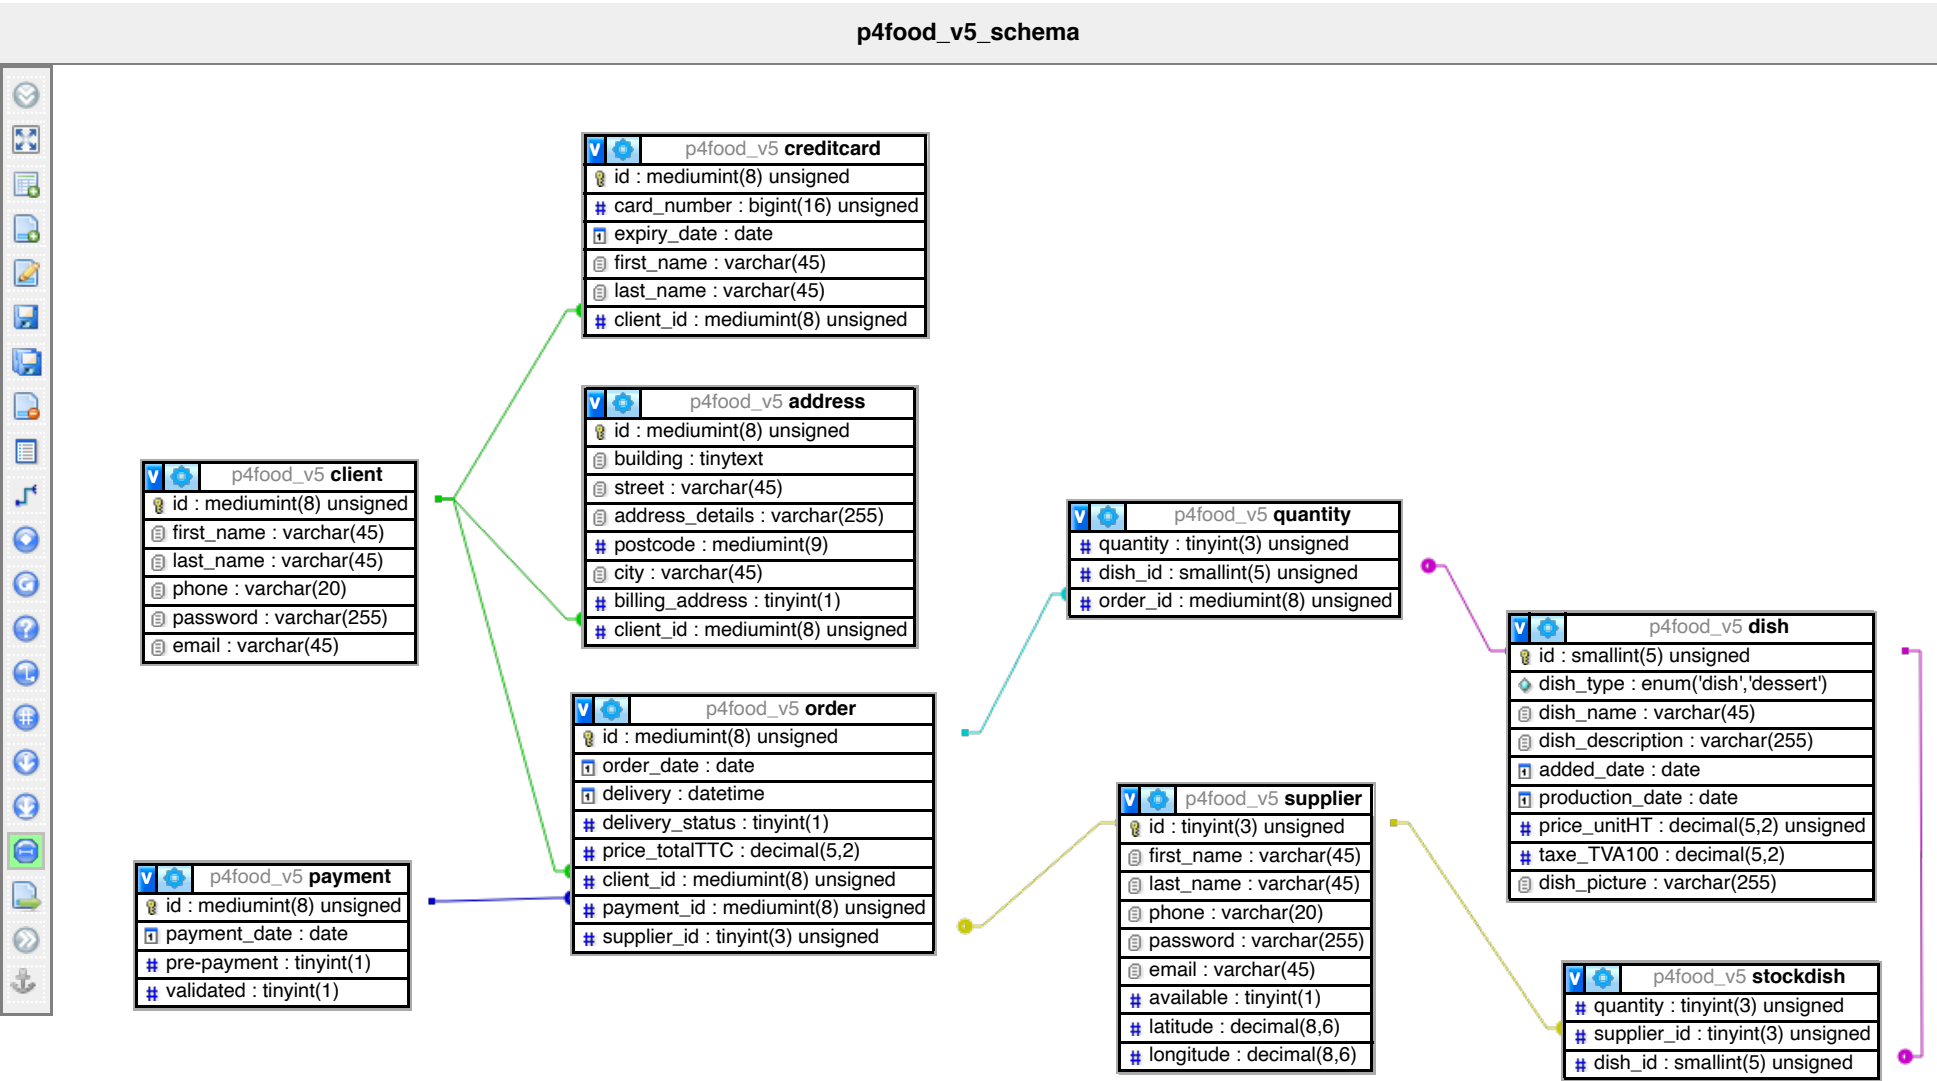 p4food_v5_schema
p4food_v5 creditcard
id : mediumint(8) unsigned
card_number : bigint(16) unsigned
expiry_date : date
first_name : varchar(45)
last_name : varchar(45)
client_id : mediumint(8) unsigned
p4food_v5 address
id : mediumint(8) unsigned
building : tinytext
street : varchar(45)
address_details : varchar(255)
postcode : mediumint(9)
city : varchar(45)
billing_address : tinyint(1)
client_id : mediumint(8) unsigned
p4food_v5 client
id : mediumint(8) unsigned
first_name : varchar(45)
last_name : varchar(45)
phone : varchar(20)
password : varchar(255)
email : varchar(45)
p4food_v5 quantity
quantity : tinyint(3) unsigned
dish_id : smallint(5) unsigned
order_id : mediumint(8) unsigned
p4food_v5 dish
id : smallint(5) unsigned
dish_type : enum('dish','dessert')
dish_name : varchar(45)
dish_description : varchar(255)
added_date : date
production_date : date
price_unitHT : decimal(5,2) unsigned
taxe_TVA100 : decimal(5,2)
dish_picture : varchar(255)
p4food_v5 order
id : mediumint(8) unsigned
order_date : date
delivery : datetime
delivery_status : tinyint(1)
price_totalTTC : decimal(5,2)
client_id : mediumint(8) unsigned
payment_id : mediumint(8) unsigned
supplier_id : tinyint(3) unsigned
p4food_v5 supplier
id : tinyint(3) unsigned
first_name : varchar(45)
last_name : varchar(45)
phone : varchar(20)
password : varchar(255)
email : varchar(45)
available : tinyint(1)
latitude : decimal(8,6)
longitude : decimal(8,6)
p4food_v5 payment
id : mediumint(8) unsigned
payment_date : date
pre-payment : tinyint(1)
validated : tinyint(1)
p4food_v5 stockdish
quantity : tinyint(3) unsigned
supplier_id : tinyint(3) unsigned
dish_id : smallint(5) unsigned